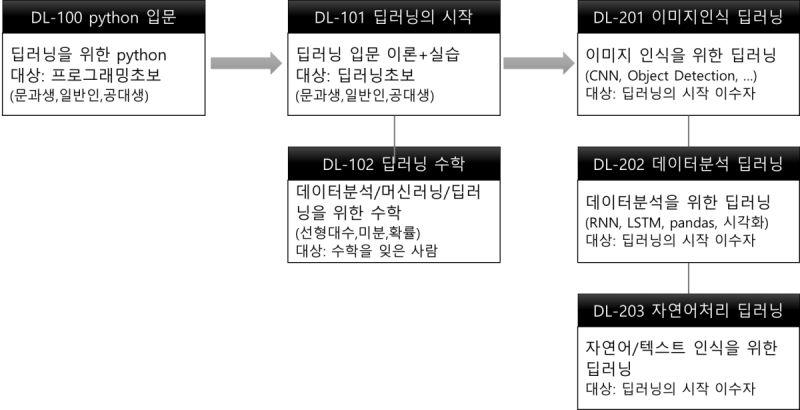 DL-100 python 입문
딥러닝을 위한 python
대상: 프로그래밍초보
(문과생,일반인,공대생)
DL-101 딥러닝의 시작
딥러닝 입문 이론+실습
대상: 딥러닝초보
(문과생,일반인,공대생)
DL-102 딥러닝 수학
데이터분석/머신러닝/딥러
닝을 위한 수학
(선형대수,미분,확률)
대상: 수학을 잊은 사람
DL-201 이미지인식 딥러닝
이미지 인식을 위한 딥러닝
(CNN, Object Detection, ...)
대상: 딥러닝의 시작 이수자
DL-202 데이터분석 딥러닝
데이터분석을 위한 딥러닝
(RNN, LSTM, pandas, 시각화)
대상: 딥러닝의 시작 이수자
DL-203 자연어처리 딥러닝
자연어/텍스트 인식을 위한
딥러닝
대상: 딥러닝의 시작 이수자